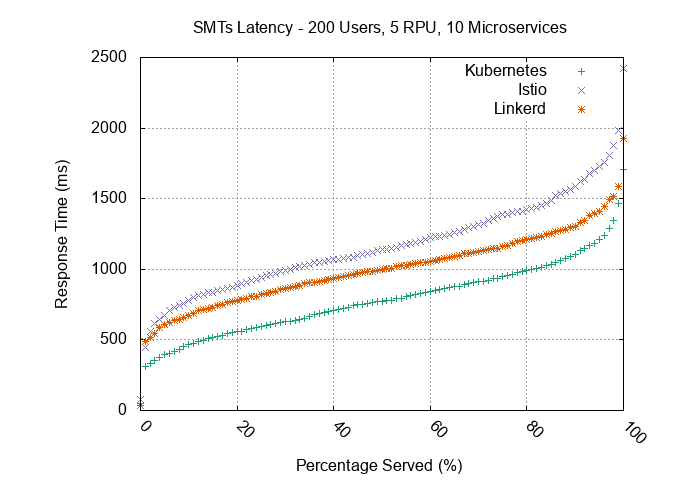 SMTs Latency - 200 Users, 5 RPU, 10 Microservices
Kubernetes
Istio
Linkerd
2500
2000
1500
1000
500
0
Response Time (ms)
0
20
40
60
80
100
Percentage Served (%)